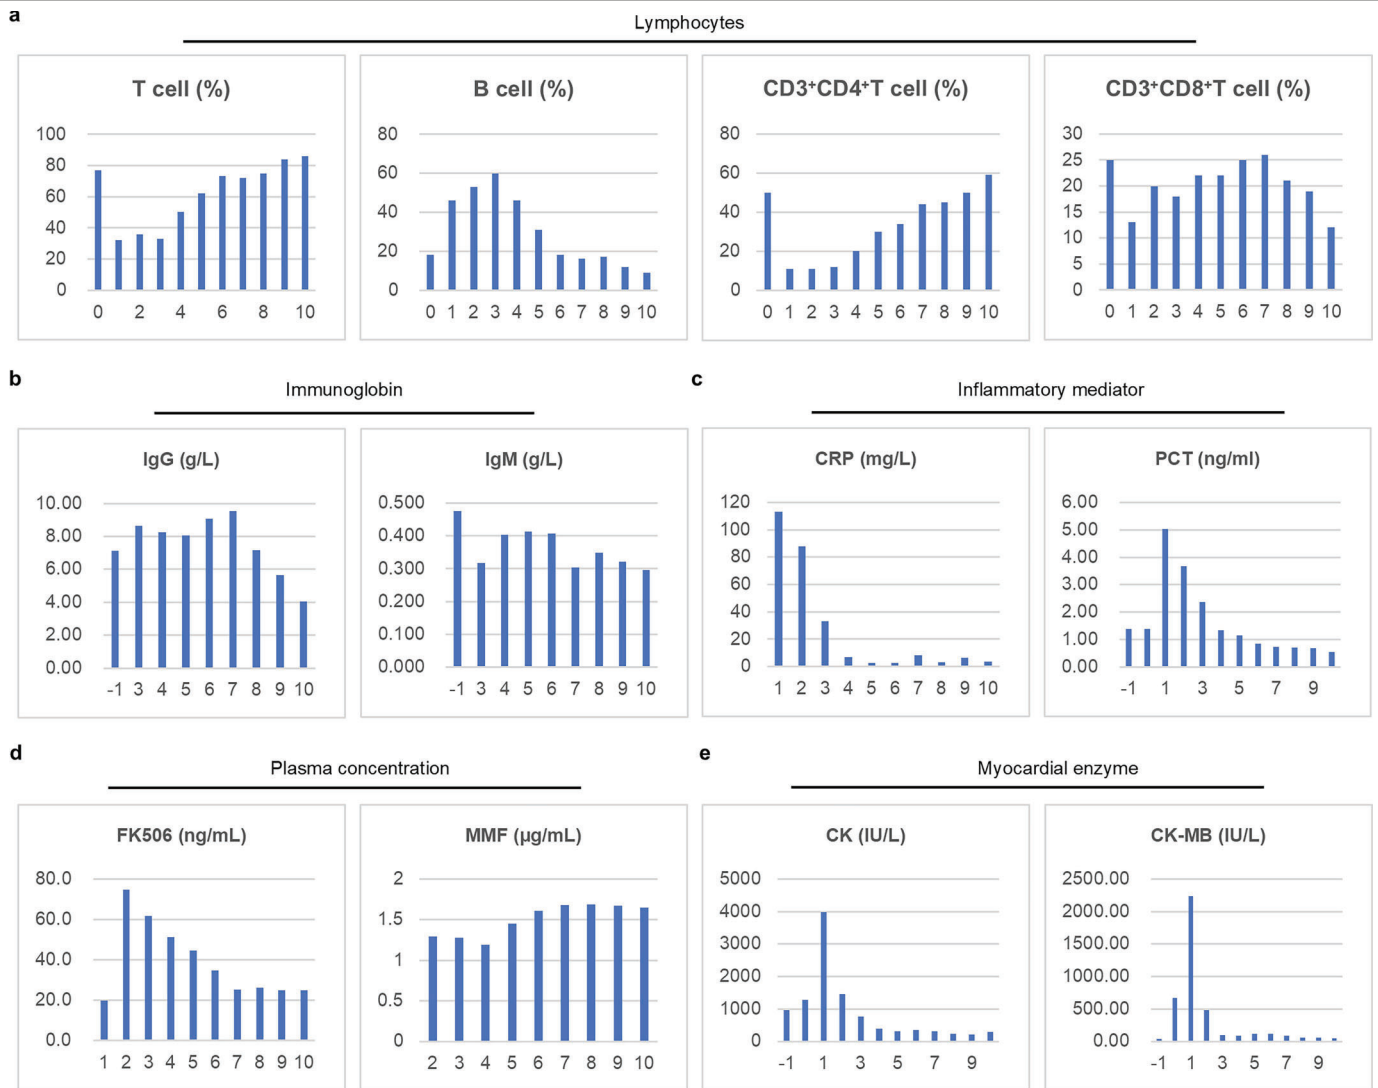 a
Lymphocytes
T cell (%)
100
80
60
40
20
0
0 2 4 6 8 10
B cell (%)
80
60
40
20
0
0 1 2 3 4 5 6 7 8 9 10
CD3⁺CD4⁺T cell (%)
80
60
40
20
0
0 1 2 3 4 5 6 7 8 9 10
CD3⁺CD8⁺T cell (%)
30
25
20
15
10
5
0
0 1 2 3 4 5 6 7 8 9 10
b
Immunoglobin
IgG (g/L)
10.00
8.00
6.00
4.00
2.00
0.00
-1 3 4 5 6 7 8 9 10
IgM (g/L)
0.500
0.400
0.300
0.200
0.100
0.000
-1 3 4 5 6 7 8 9 10
c
Inflammatory mediator
CRP (mg/L)
120
100
80
60
40
20
0
1 2 3 4 5 6 7 8 9 10
PCT (ng/ml)
6.00
5.00
4.00
3.00
2.00
1.00
0.00
-1 1 3 5 7 9
d
Plasma concentration
FK506 (ng/mL)
80.0
60.0
40.0
20.0
0.0
1 2 3 4 5 6 7 8 9 10
MMF (µg/mL)
2
1.5
1
0.5
0
2 3 4 5 6 7 8 9 10
e
Myocardial enzyme
CK (IU/L)
5000
4000
3000
2000
1000
0
-1 1 3 5 7 9
CK-MB (IU/L)
2500.00
2000.00
1500.00
1000.00
500.00
0.00
-1 1 3 5 7 9